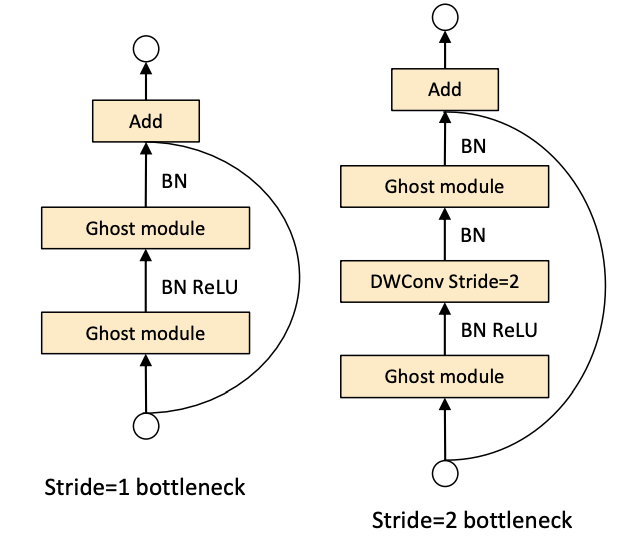 Add
BN
Ghost module
BN ReLU
Ghost module
Stride=1 bottleneck
Add
BN
Ghost module
BN
DWConv Stride=2
BN ReLU
Ghost module
Stride=2 bottleneck